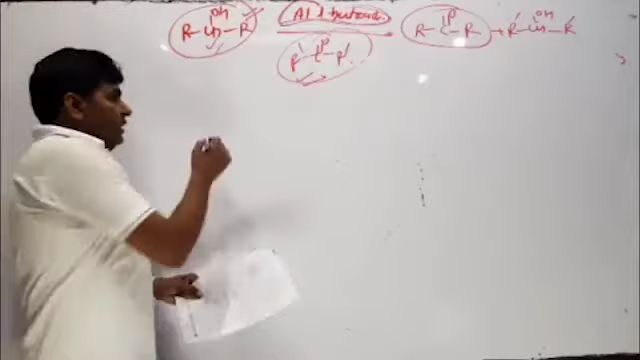 OH O OH
R-CH-R Al t butoxide R-C-R + R'-CH-R'
O
R'-C-R'